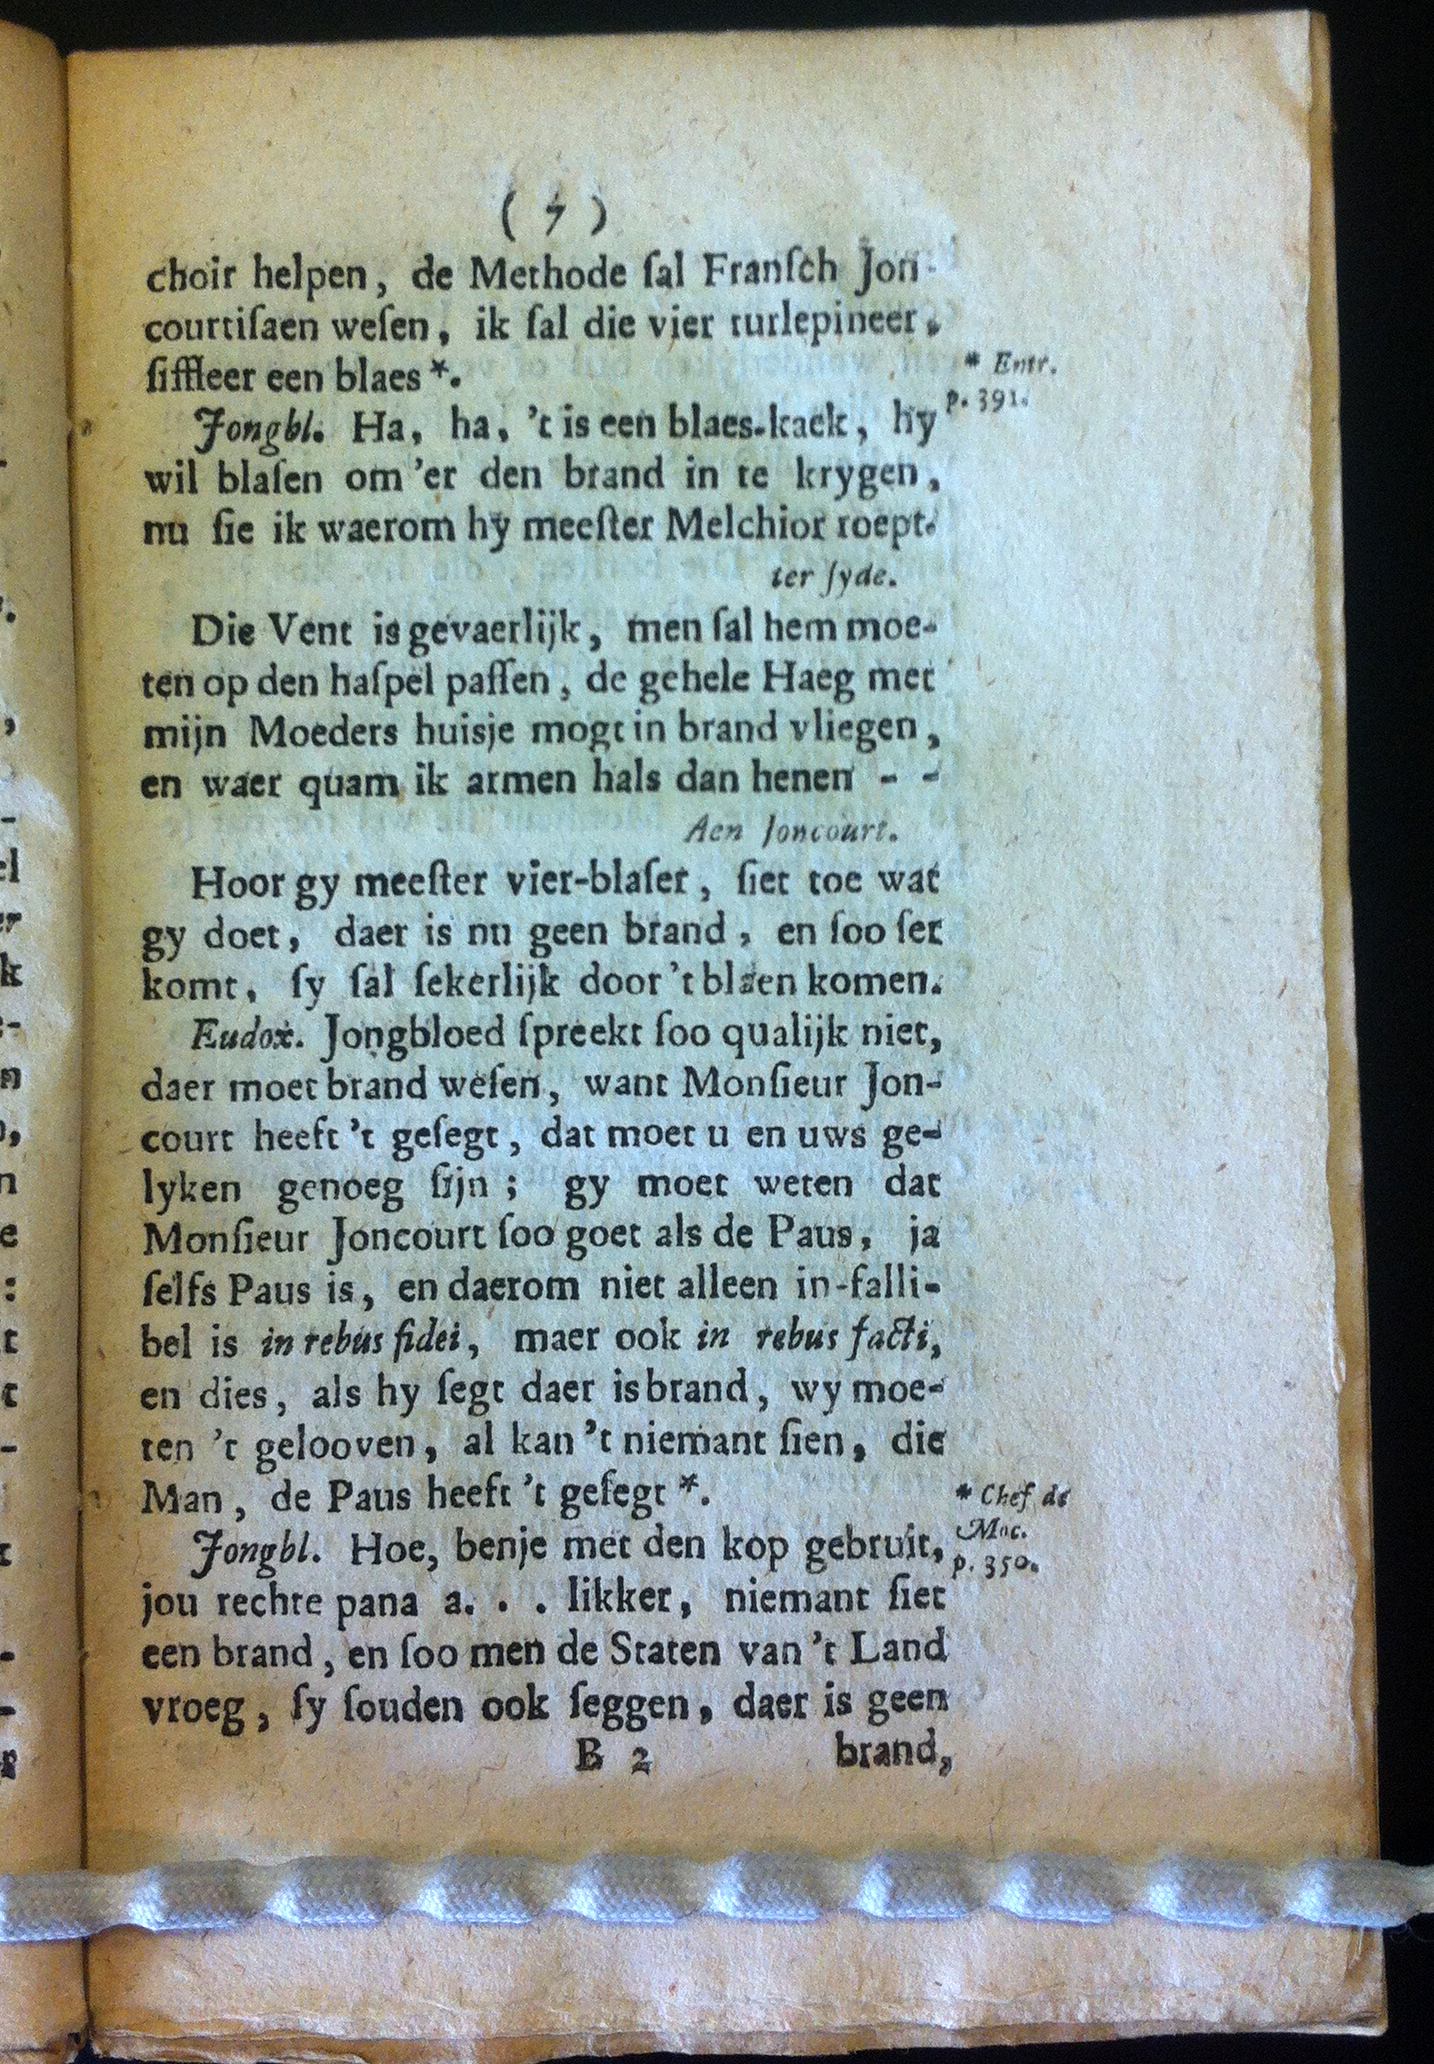 ( 7 )
choir helpen, de Methode ſal Franſch Jon-
courtiſaen weſen, ik ſal die vier turlepineer,
ſiffleer een blaes *.
* Entr.
p. 391.
Jongbl. Ha, ha, 't is een blaes-kaek, hy
wil blaſen om 'er den brand in te krygen,
nu ſie ik waerom hy meeſter Melchior roept.
ter ſyde.
Die Vent is gevaerlijk, men ſal hem moe-
ten op den haſpel paſſen, de gehele Haeg met
mijn Moeders huisje mogt in brand vliegen,
en waer quam ik armen hals dan henen - -
Aen Joncourt.
Hoor gy meeſter vier-blaſer, ſiet toe wat
gy doet, daer is nu geen brand, en ſoo ſer
komt, ſy ſal ſekerlijk door 't blaen komen.
Eudox. Jongbloed ſpreekt ſoo qualijk niet,
daer moet brand weſen, want Monſieur Jon-
court heeft 't geſegt, dat moet u en uws ge-
lyken genoeg ſijn; gy moet weten dat
Monſieur Joncourt ſoo goet als de Paus, ja
ſelfs Paus is, en daerom niet alleen in-falli-
bel is in rebus fidei, maer ook in rebus facti,
en dies, als hy ſegt daer is brand, wy moe-
ten 't gelooven, al kan 't niemant ſien, die
Man, de Paus heeft 't geſegt *.
* Chef de
Moc.
p. 350.
Jongbl. Hoe, benje met den kop gebruit,
jou rechte pana a. . . likker, niemant ſiet
een brand, en ſoo men de Staten van 't Land
vroeg, ſy ſouden ook ſeggen, daer is geen
B 2 brand,